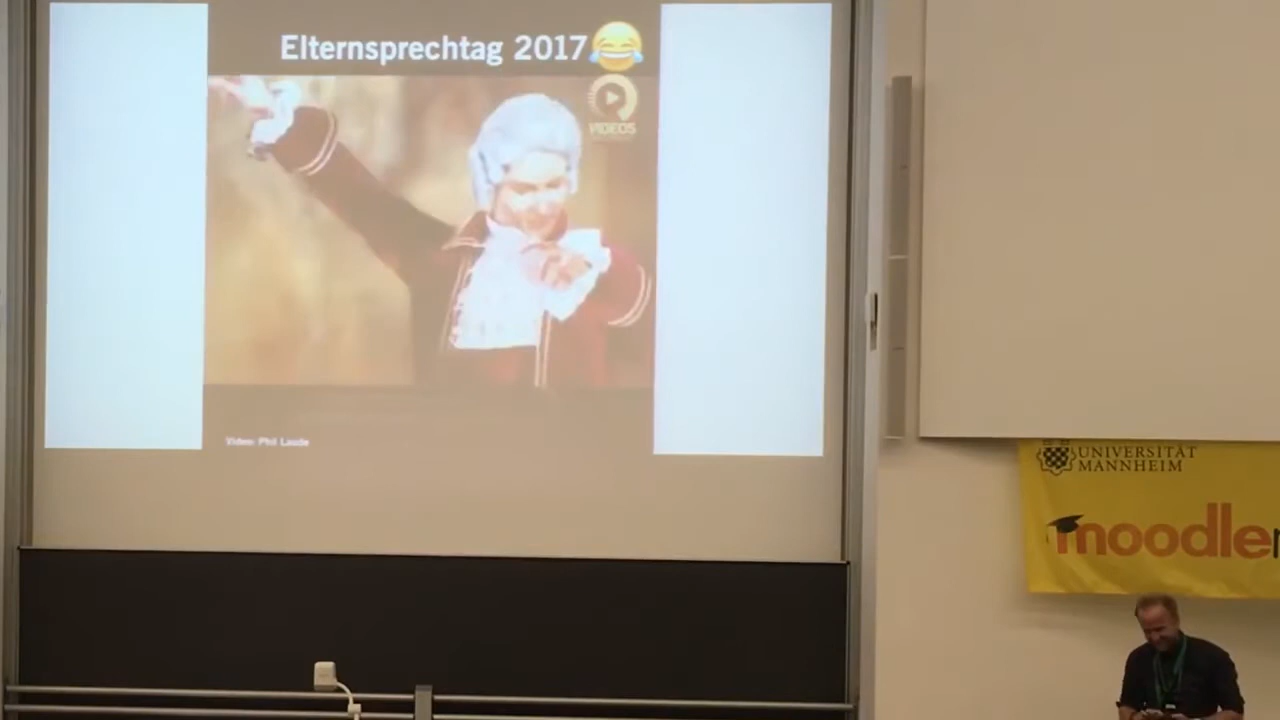 Elternsprechtag 2017
VIDEOS
Video: Phil Laude
UNIVERSITÄT
MANNHEIM
moodle